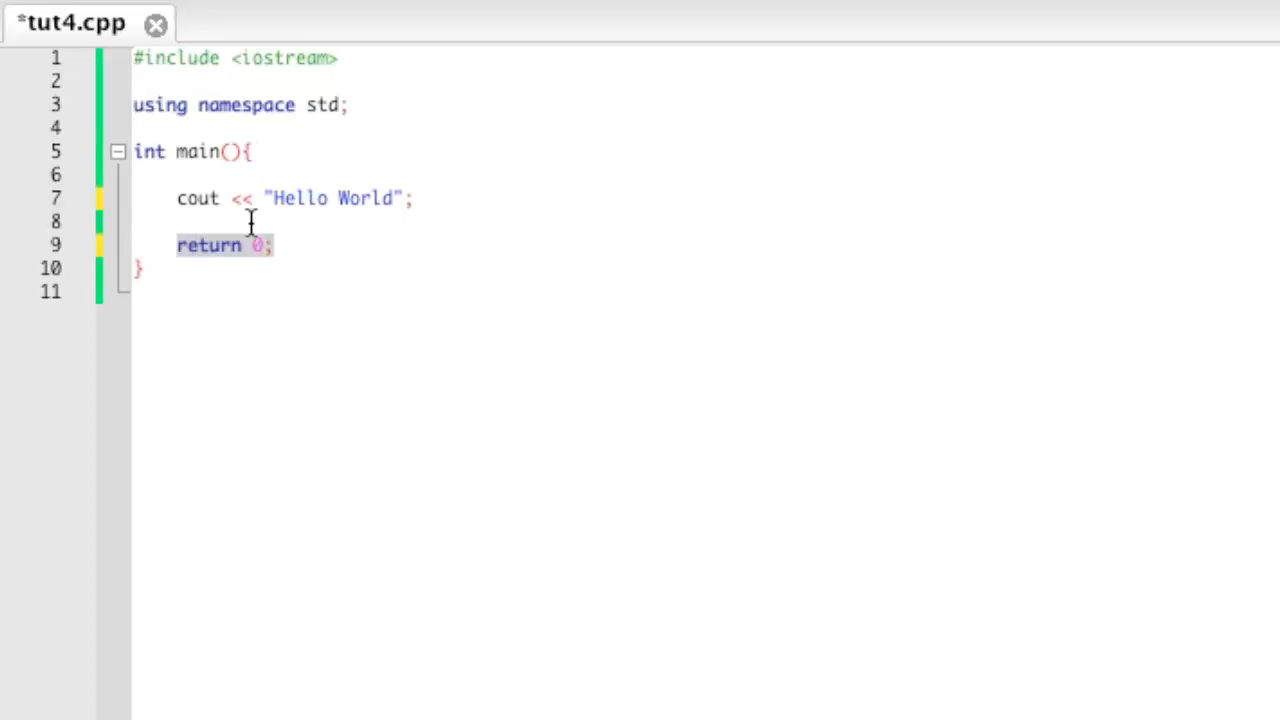 *tut4.cpp
1 #include <iostream>
2
3 using namespace std;
4
5 int main(){
6
7 cout << "Hello World";
8
9 return 0;
10 }
11